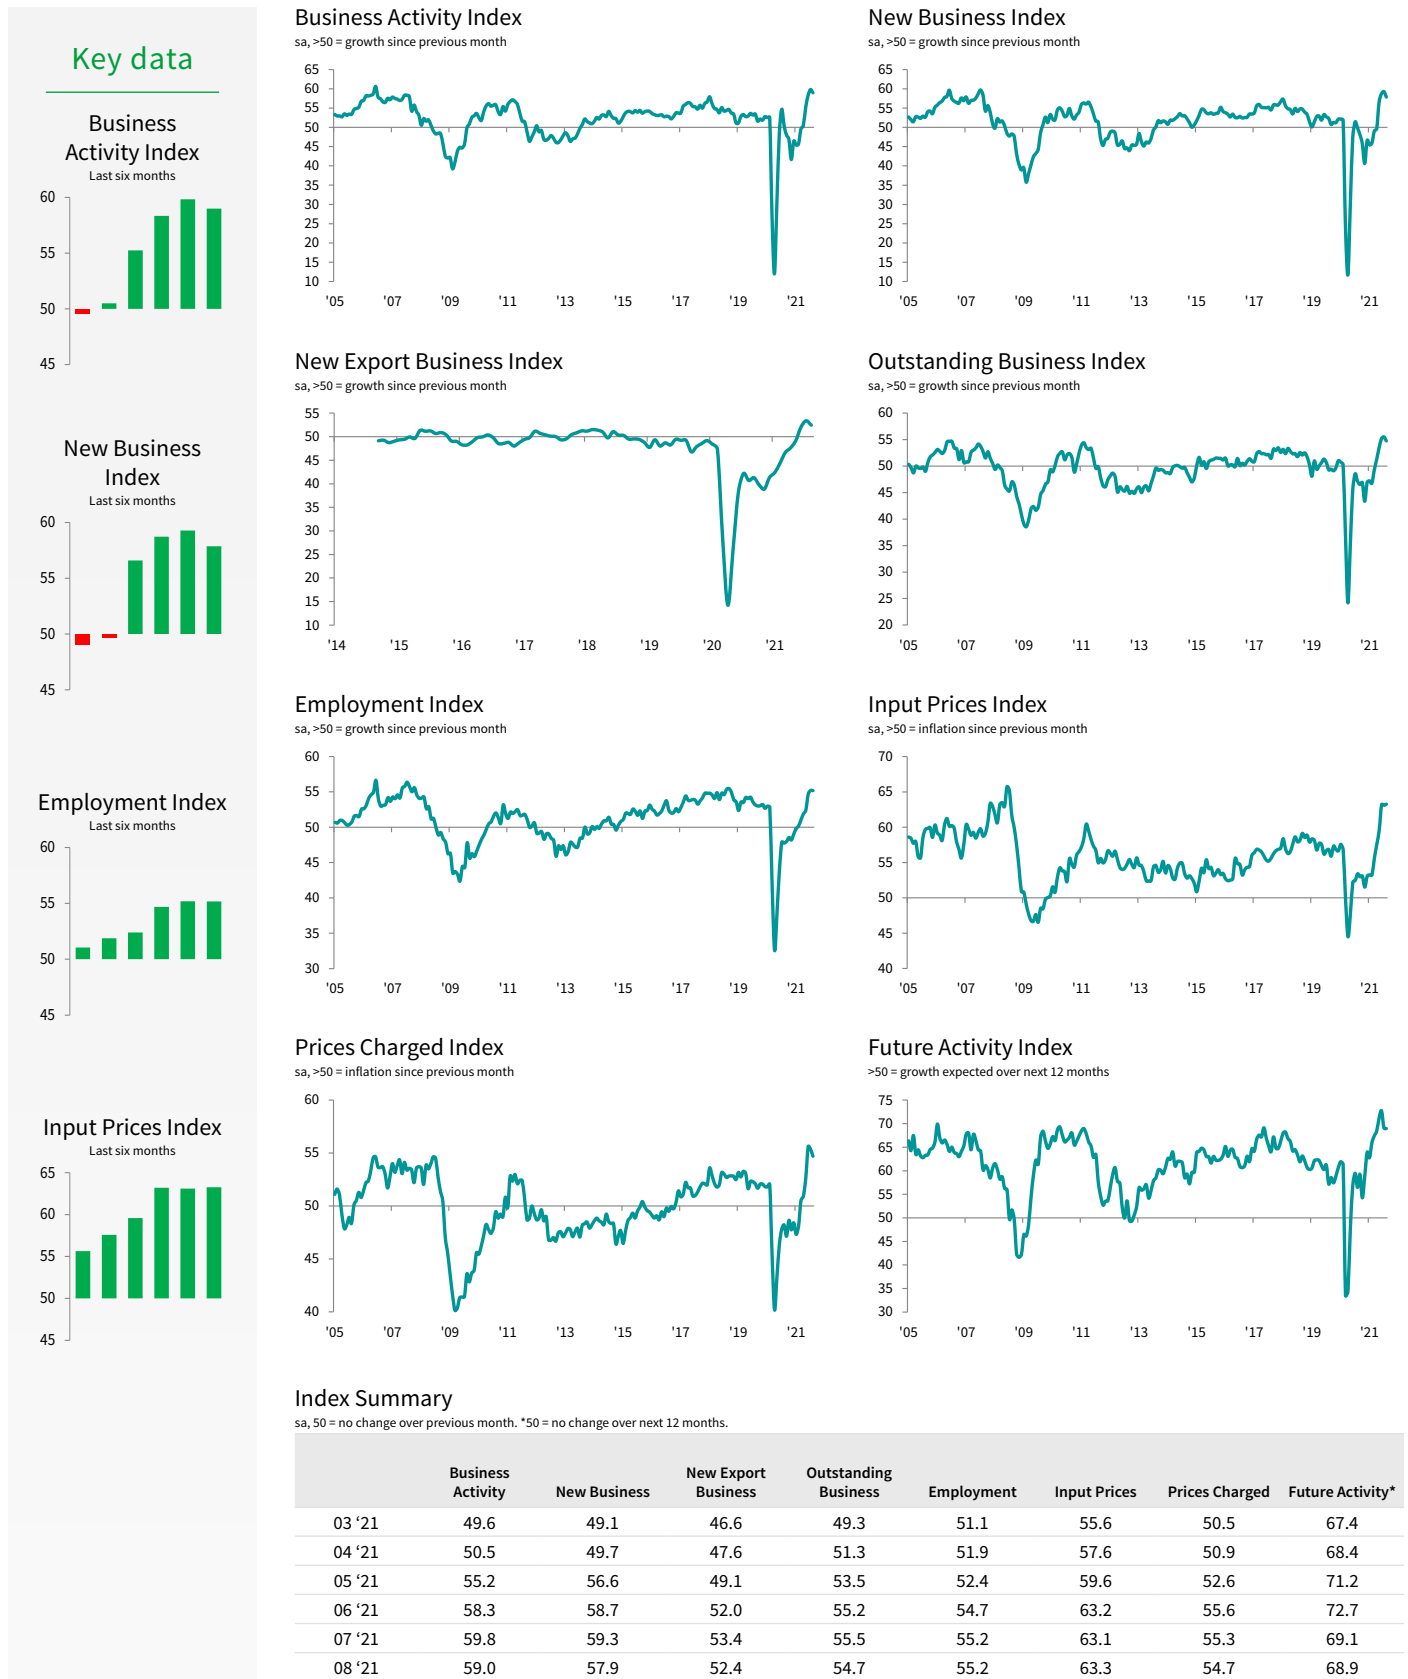 Key data
Business
Activity Index
Last six months
60
55
50
45
New Business
Index
Last six months
60
55
50
45
Employment Index
Last six months
60
55
50
45
Input Prices Index
Last six months
65
60
55
50
45
Business Activity Index
sa, >50 = growth since previous month
65
60
55
50
45
40
35
30
25
20
15
10
'05 '07 '09 '11 '13 '15 '17 '19 '21
New Business Index
sa, >50 = growth since previous month
65
60
55
50
45
40
35
30
25
20
15
10
'05 '07 '09 '11 '13 '15 '17 '19 '21
New Export Business Index
sa, >50 = growth since previous month
55
50
45
40
35
30
25
20
15
10
'14 '15 '16 '17 '18 '19 '20 '21
Outstanding Business Index
sa, >50 = growth since previous month
60
55
50
45
40
35
30
25
20
'05 '07 '09 '11 '13 '15 '17 '19 '21
Employment Index
sa, >50 = growth since previous month
60
55
50
45
40
35
30
'05 '07 '09 '11 '13 '15 '17 '19 '21
Input Prices Index
sa, >50 = inflation since previous month
70
65
60
55
50
45
40
'05 '07 '09 '11 '13 '15 '17 '19 '21
Prices Charged Index
sa, >50 = inflation since previous month
60
55
50
45
40
'05 '07 '09 '11 '13 '15 '17 '19 '21
Future Activity Index
>50 = growth expected over next 12 months
75
70
65
60
55
50
45
40
35
30
'05 '07 '09 '11 '13 '15 '17 '19 '21
Index Summary
sa, 50 = no change over previous month. *50 = no change over next 12 months.
Business New Export Outstanding
Activity New Business Business Business Employment Input Prices Prices Charged Future Activity*
03 ‘21 49.6 49.1 46.6 49.3 51.1 55.6 50.5 67.4
04 ‘21 50.5 49.7 47.6 51.3 51.9 57.6 50.9 68.4
05 ‘21 55.2 56.6 49.1 53.5 52.4 59.6 52.6 71.2
06 ‘21 58.3 58.7 52.0 55.2 54.7 63.2 55.6 72.7
07 ‘21 59.8 59.3 53.4 55.5 55.2 63.1 55.3 69.1
08 ‘21 59.0 57.9 52.4 54.7 55.2 63.3 54.7 68.9